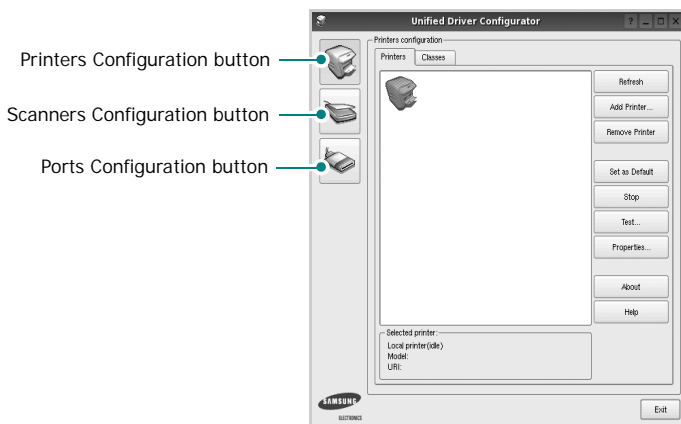 Unified Driver Configurator
Printers Configuration button
Scanners Configuration button
Ports Configuration button
Printers configuration
Printers
Classes
Refresh
Add Printer...
Remove Printer
Set as Default
Stop
Test...
Properties...
About
Help
Selected printer:
Local printer(idle)
Model:
URI:
SAMSUNG
ELECTRONICS
Exit